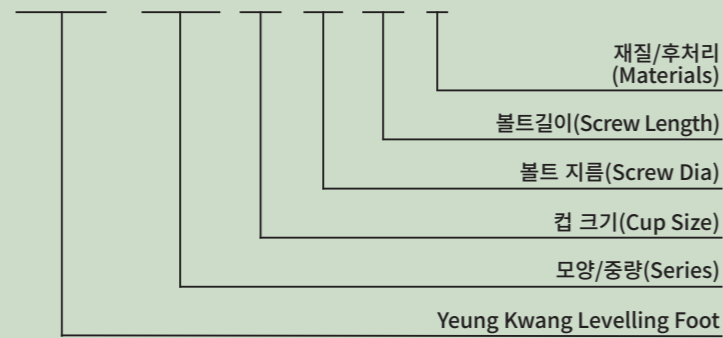 재질/후처리
(Materials)
볼트길이(Screw Length)
볼트 지름(Screw Dia)
컵 크기(Cup Size)
모양/중량(Series)
Yeung Kwang Levelling Foot